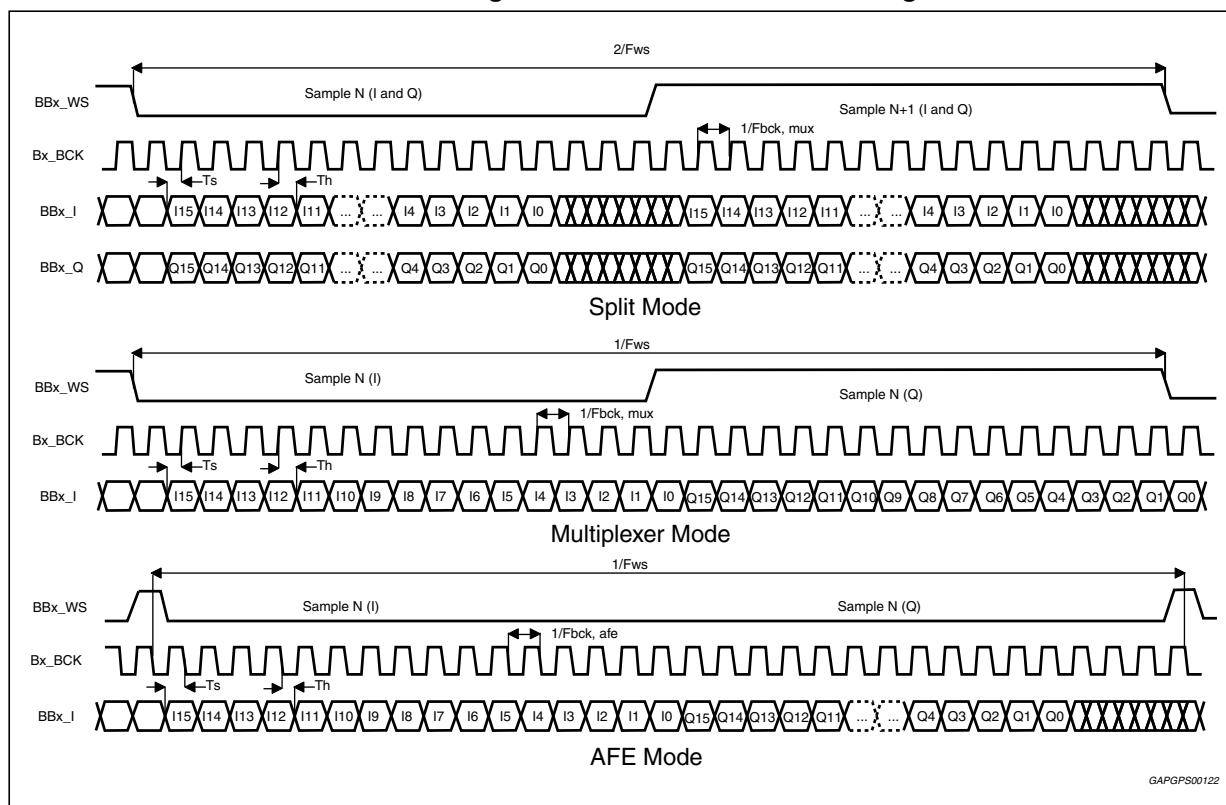 2/Fws
BBx_WS
Sample N (I and Q)
Sample N+1 (I and Q)
1/Fbck, mux
Bx_BCK
Ts
Th
BBx_I
I15 I14 I13 I12 I11 ... ... I4 I3 I2 I1 I0 I15 I14 I13 I12 I11 ... ... I4 I3 I2 I1 I0
BBx_Q
Q15 Q14 Q13 Q12 Q11 ... ... Q4 Q3 Q2 Q1 Q0 Q15 Q14 Q13 Q12 Q11 ... ... Q4 Q3 Q2 Q1 Q0
Split Mode
1/Fws
BBx_WS
Sample N (I)
Sample N (Q)
1/Fbck, mux
Bx_BCK
Ts
Th
BBx_I
I15 I14 I13 I12 I11 I10 I9 I8 I7 I6 I5 I4 I3 I2 I1 I0 Q15 Q14 Q13 Q12 Q11 Q10 Q9 Q8 Q7 Q6 Q5 Q4 Q3 Q2 Q1 Q0
Multiplexer Mode
1/Fws
BBx_WS
Sample N (I)
Sample N (Q)
1/Fbck, afe
Bx_BCK
Ts
Th
BBx_I
I15 I14 I13 I12 I11 I10 I9 I8 I7 I6 I5 I4 I3 I2 I1 I0 Q15 Q14 Q13 Q12 Q11 ... ... Q4 Q3 Q2 Q1 Q0
AFE Mode
GAPGPS00122